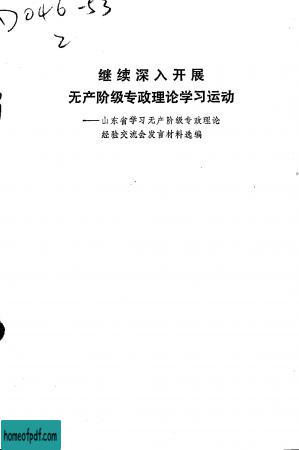 D046-53
2
继续深入开展
无产阶级专政理论学习运动
——山东省学习无产阶级专政理论
经验交流会发言材料选编
homeofpdf.com